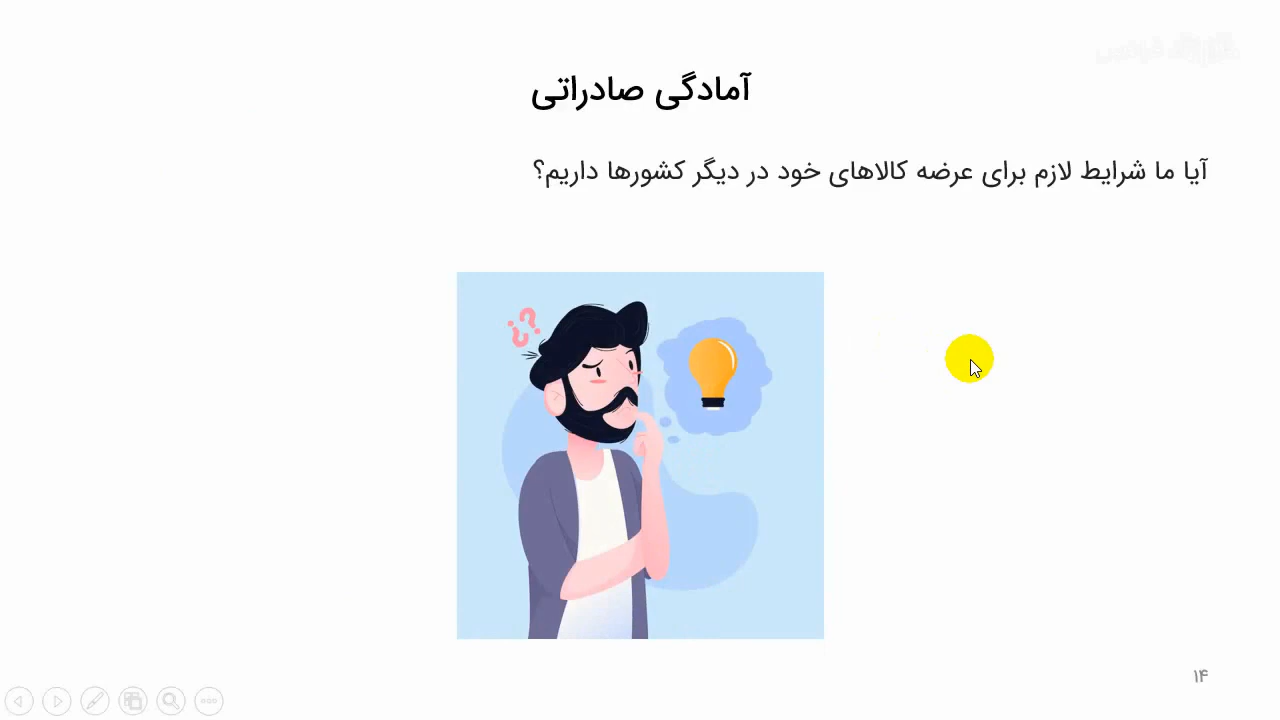 آمادگی صادراتی
آیا ما شرایط لازم برای عرضه کالاهای خود در دیگر کشورها داریم؟
؟?
۱۴